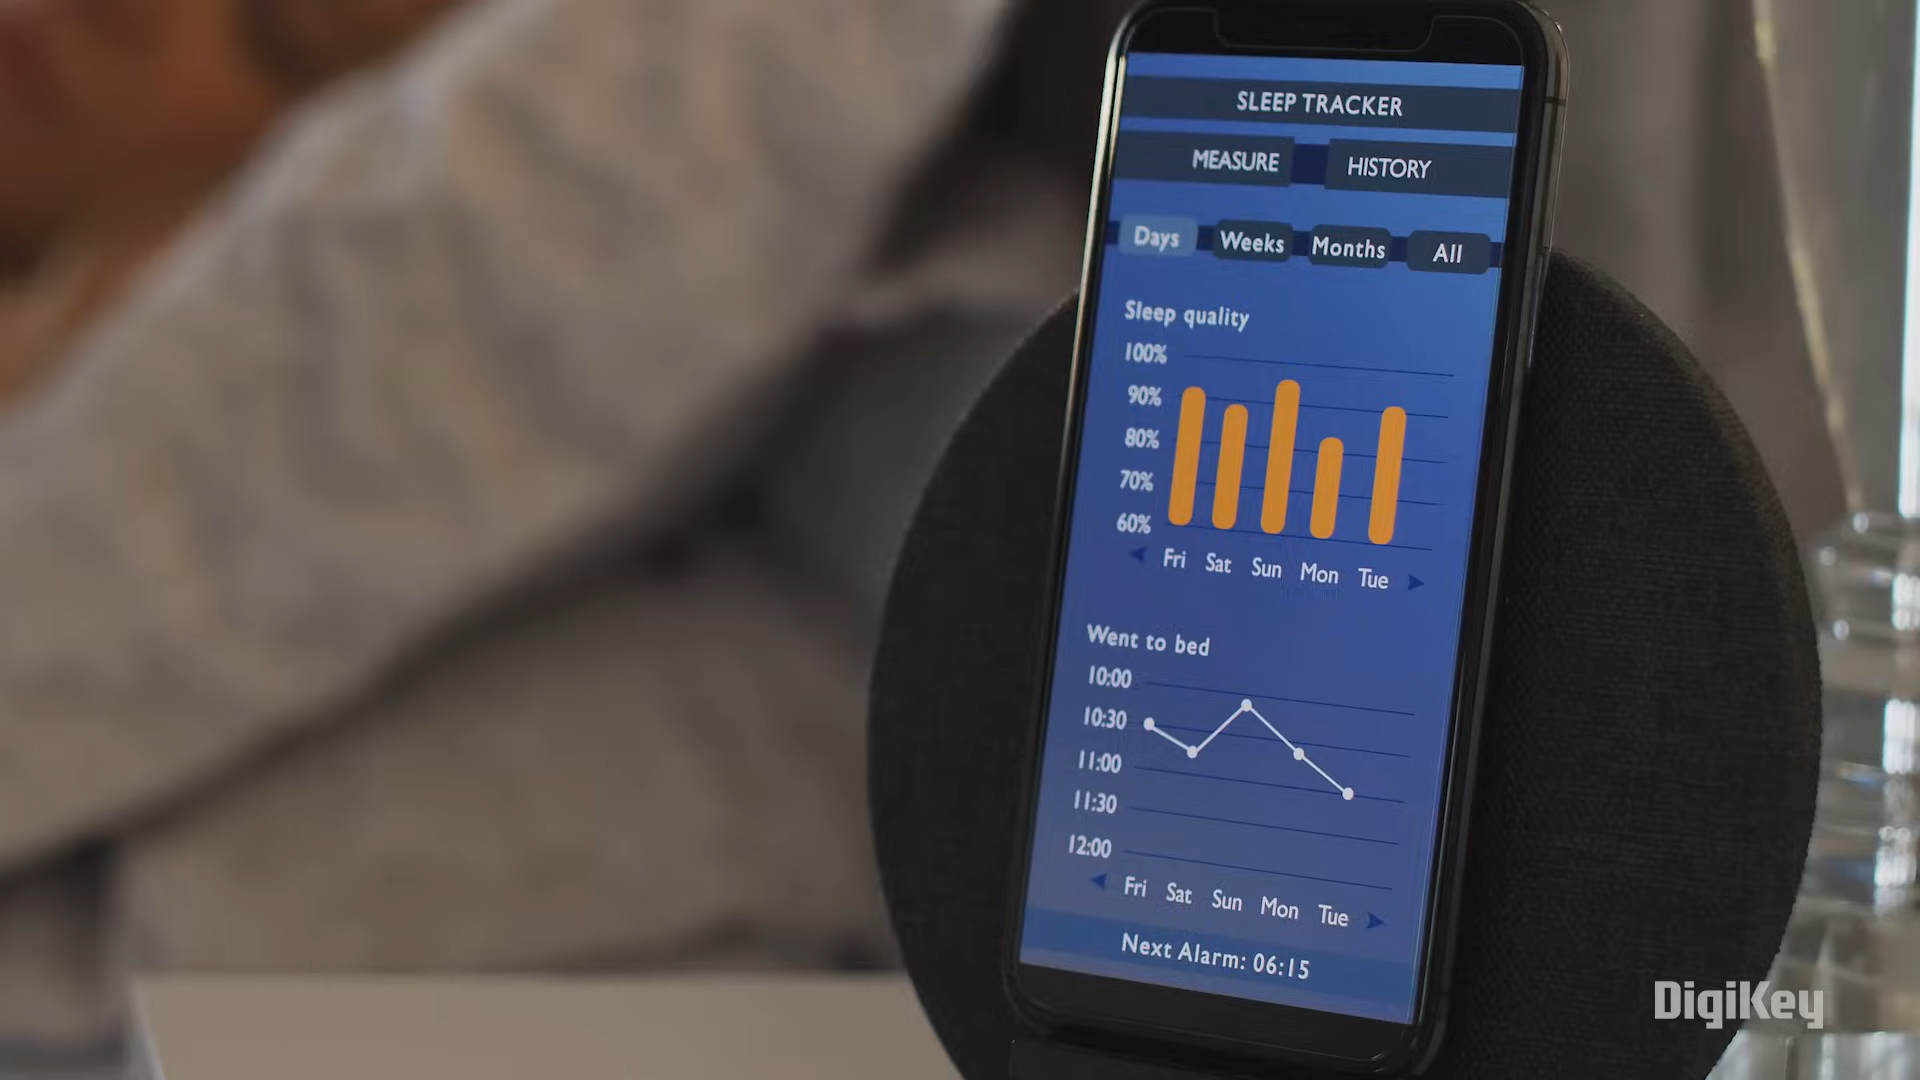 SLEEP TRACKER
MEASURE HISTORY
Days Weeks Months All
Sleep quality
100%
90%
80%
70%
60%
Fri Sat Sun Mon Tue
Went to bed
10:00
10:30
11:00
11:30
12:00
Fri Sat Sun Mon Tue
Next Alarm: 06:15
DigiKey